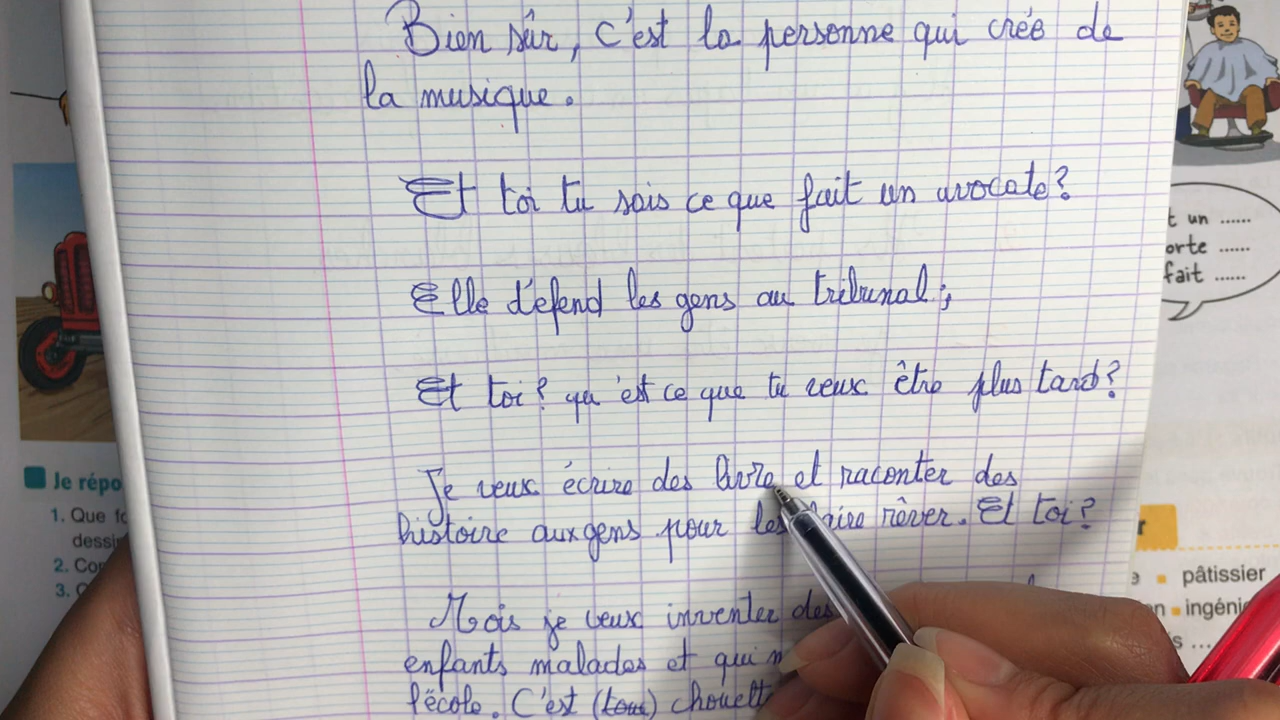 Bien sûr, c'est la personne qui crée de
la musique.
Et toi tu sais ce que fait un avocate?
Elle défend les gens au tribunal;
Et toi? qu'est ce que tu veux être plus tard?
Je veux écrire des livre et raconter des
histoire aux gens pour les faire rêver. Et toi?
Mois je veux inventer des
enfants malades et qui
l'école. C'est (tous) chouett
t un ......
orte ......
fait ......
Je répo
1. Que fo
dessin
2. Con
3.
pâtissier
ingénie